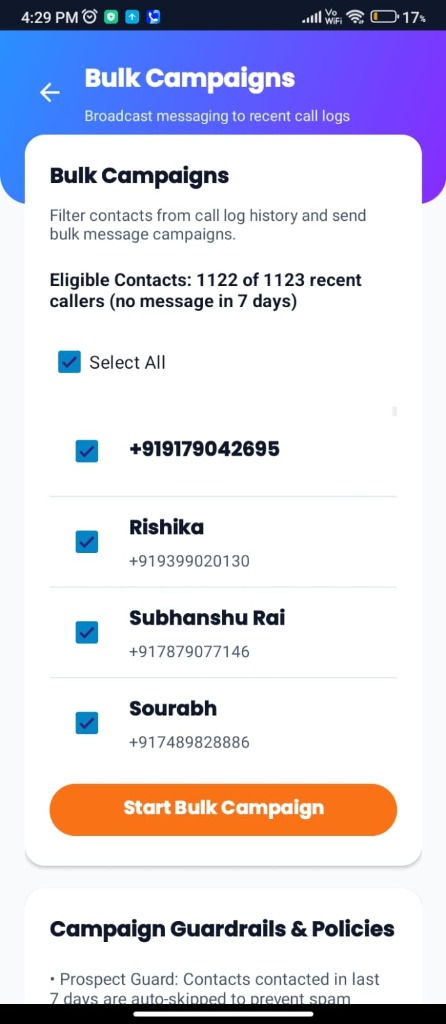 4:29 PM
Vo
WiFi
17%
Bulk Campaigns
Broadcast messaging to recent call logs
Bulk Campaigns
Filter contacts from call log history and send
bulk message campaigns.
Eligible Contacts: 1122 of 1123 recent
callers (no message in 7 days)
Select All
+919179042695
Rishika
+919399020130
Subhanshu Rai
+917879077146
Sourabh
+917489828886
Start Bulk Campaign
Campaign Guardrails & Policies
• Prospect Guard: Contacts contacted in last
7 days are auto-skipped to prevent spam